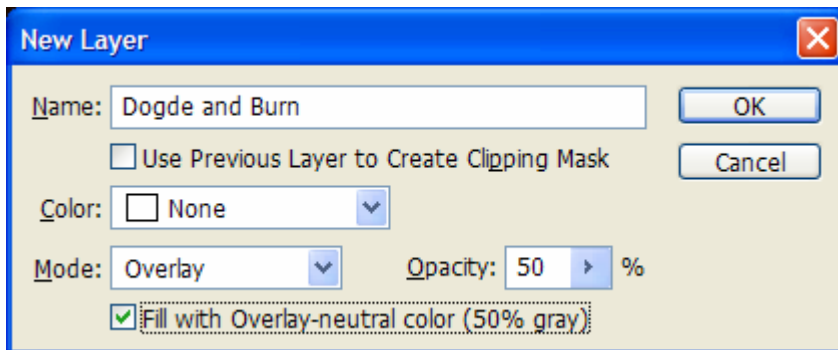 New Layer
Name: Dogde and Burn OK
Use Previous Layer to Create Clipping Mask Cancel
Color: None
Mode: Overlay Opacity: 50 %
Fill with Overlay-neutral color (50% gray)